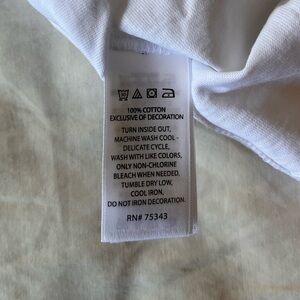 100% COTTON
EXCLUSIVE OF DECORATION
TURN INSIDE OUT,
MACHINE WASH COOL -
DELICATE CYCLE,
WASH WITH LIKE COLORS,
ONLY NON-CHLORINE
BLEACH WHEN NEEDED,
TUMBLE DRY LOW,
COOL IRON,
DO NOT IRON DECORATION.
RN# 75343